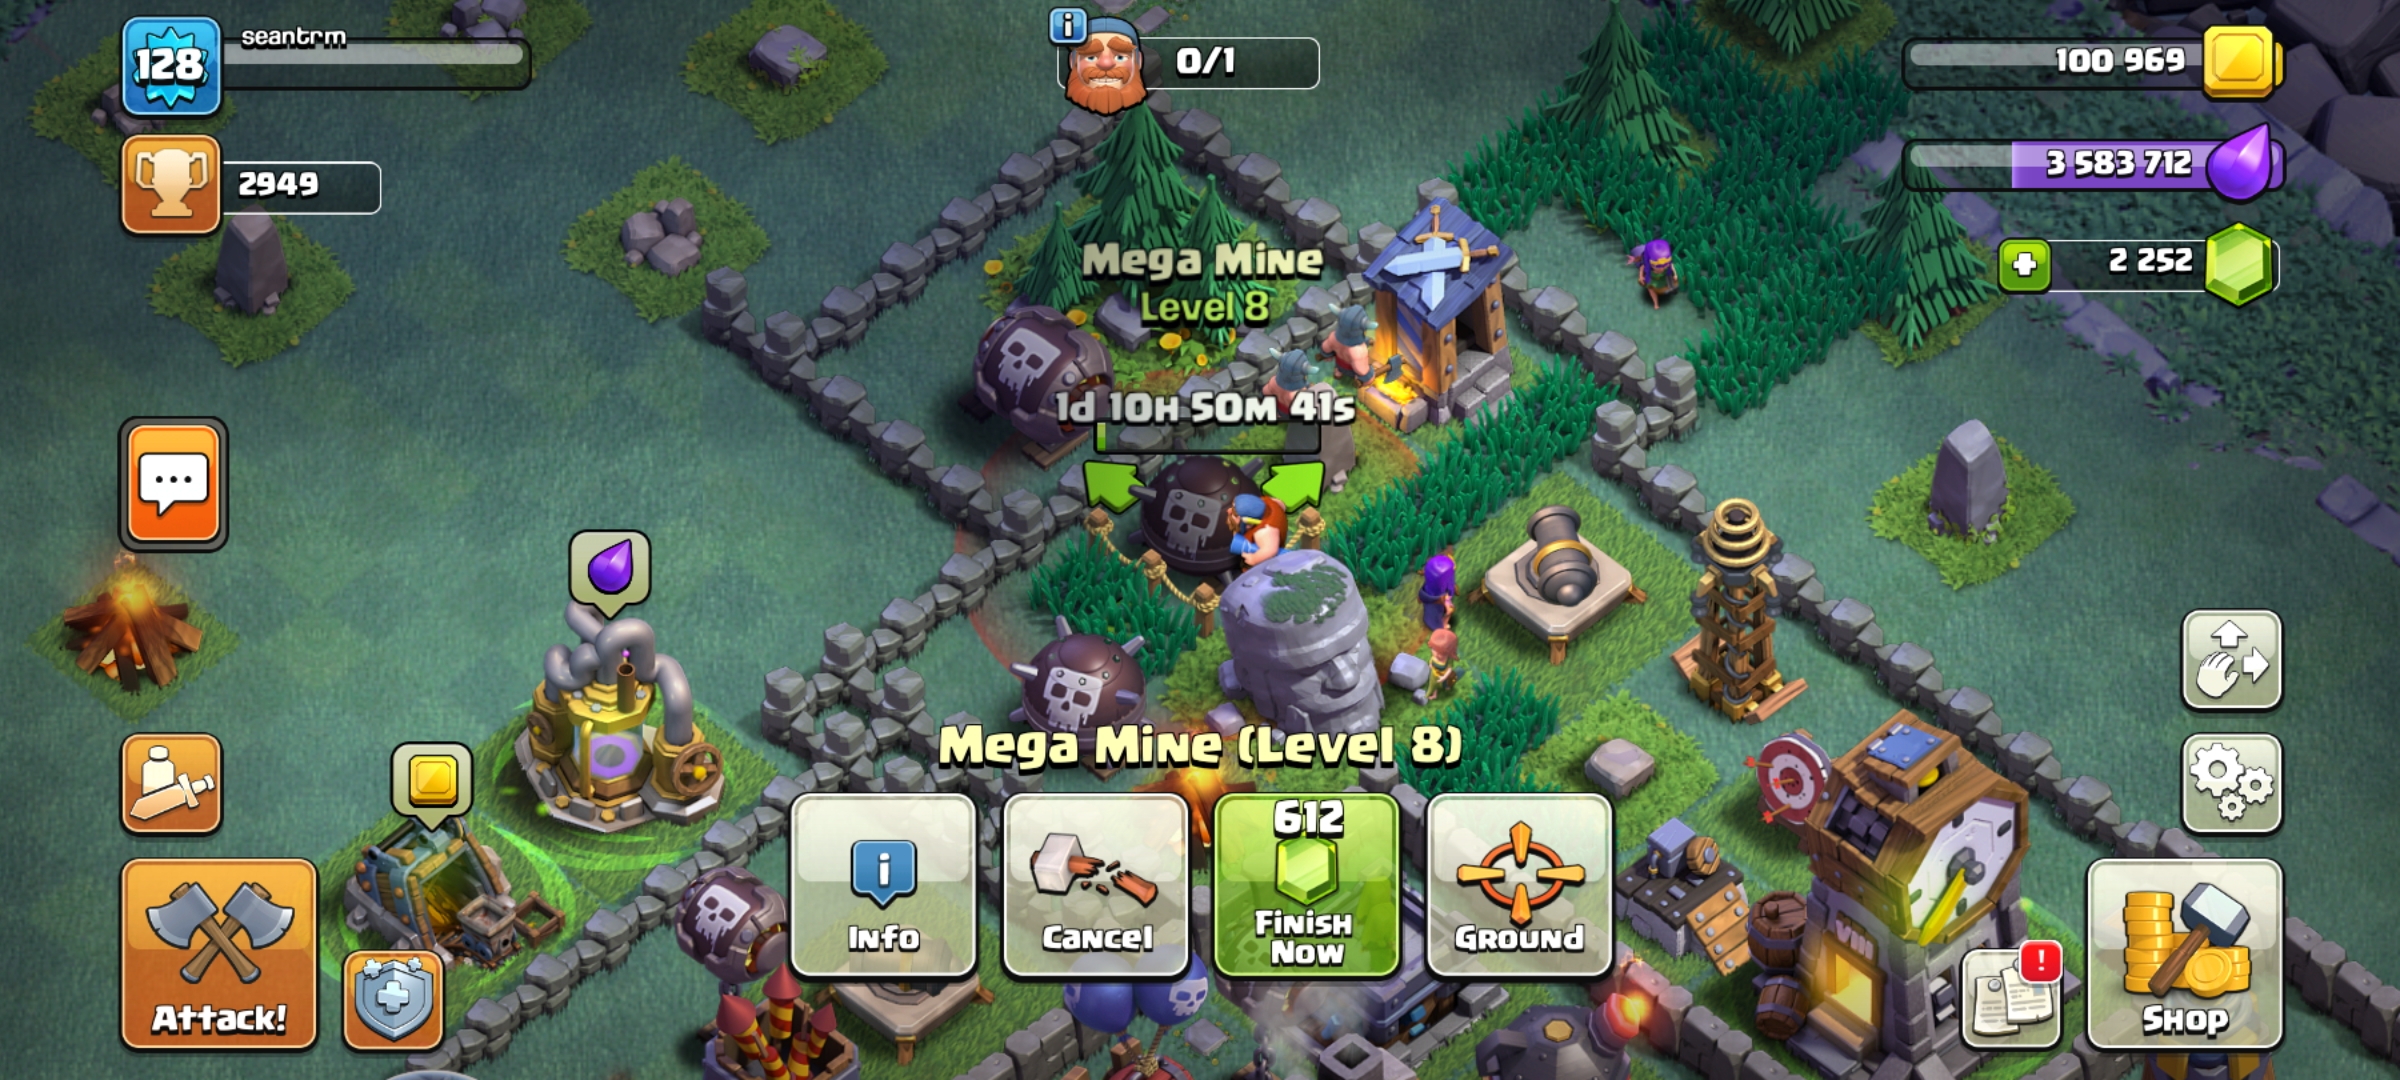 128
seantrm
0/1
100 969
2949
3 583 712
2 252
Mega Mine
Level 8
1d 10H 50M 41s
Mega Mine (Level 8)
Info
Cancel
612
Finish
Now
Ground
VIII
Attack!
!
Shop